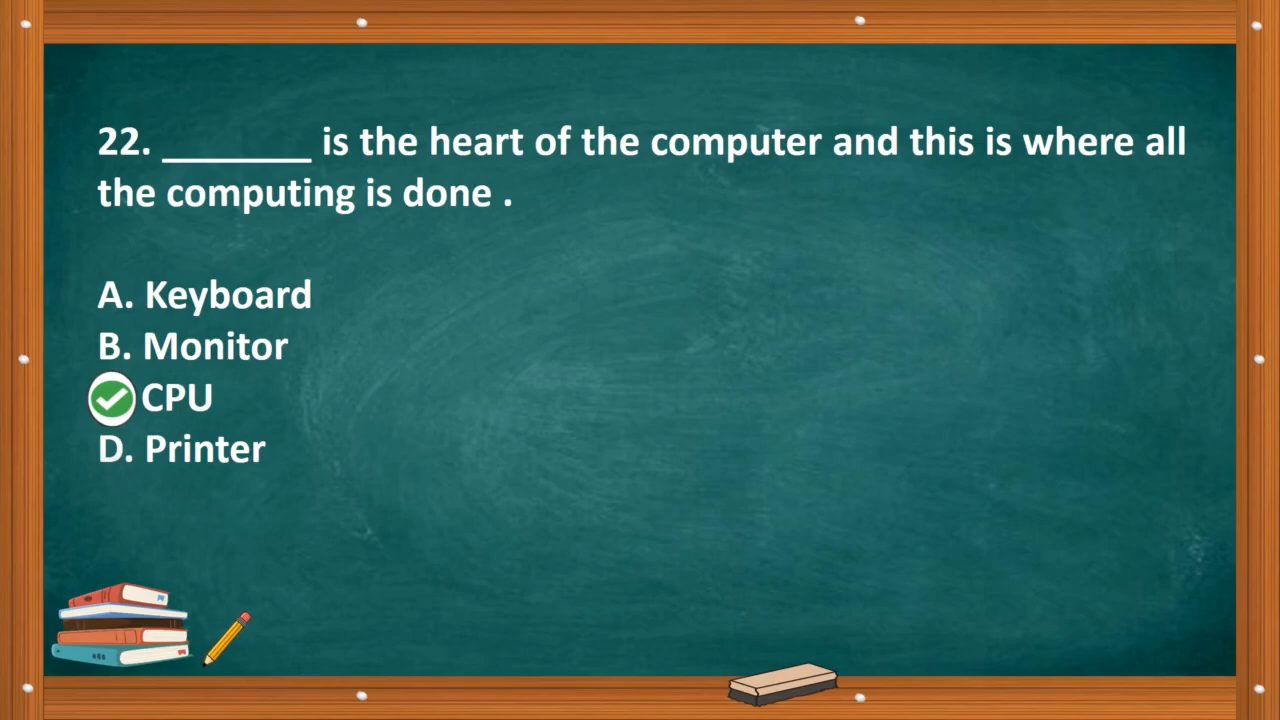 22. _______ is the heart of the computer and this is where all
the computing is done .
A. Keyboard
B. Monitor
CPU
D. Printer